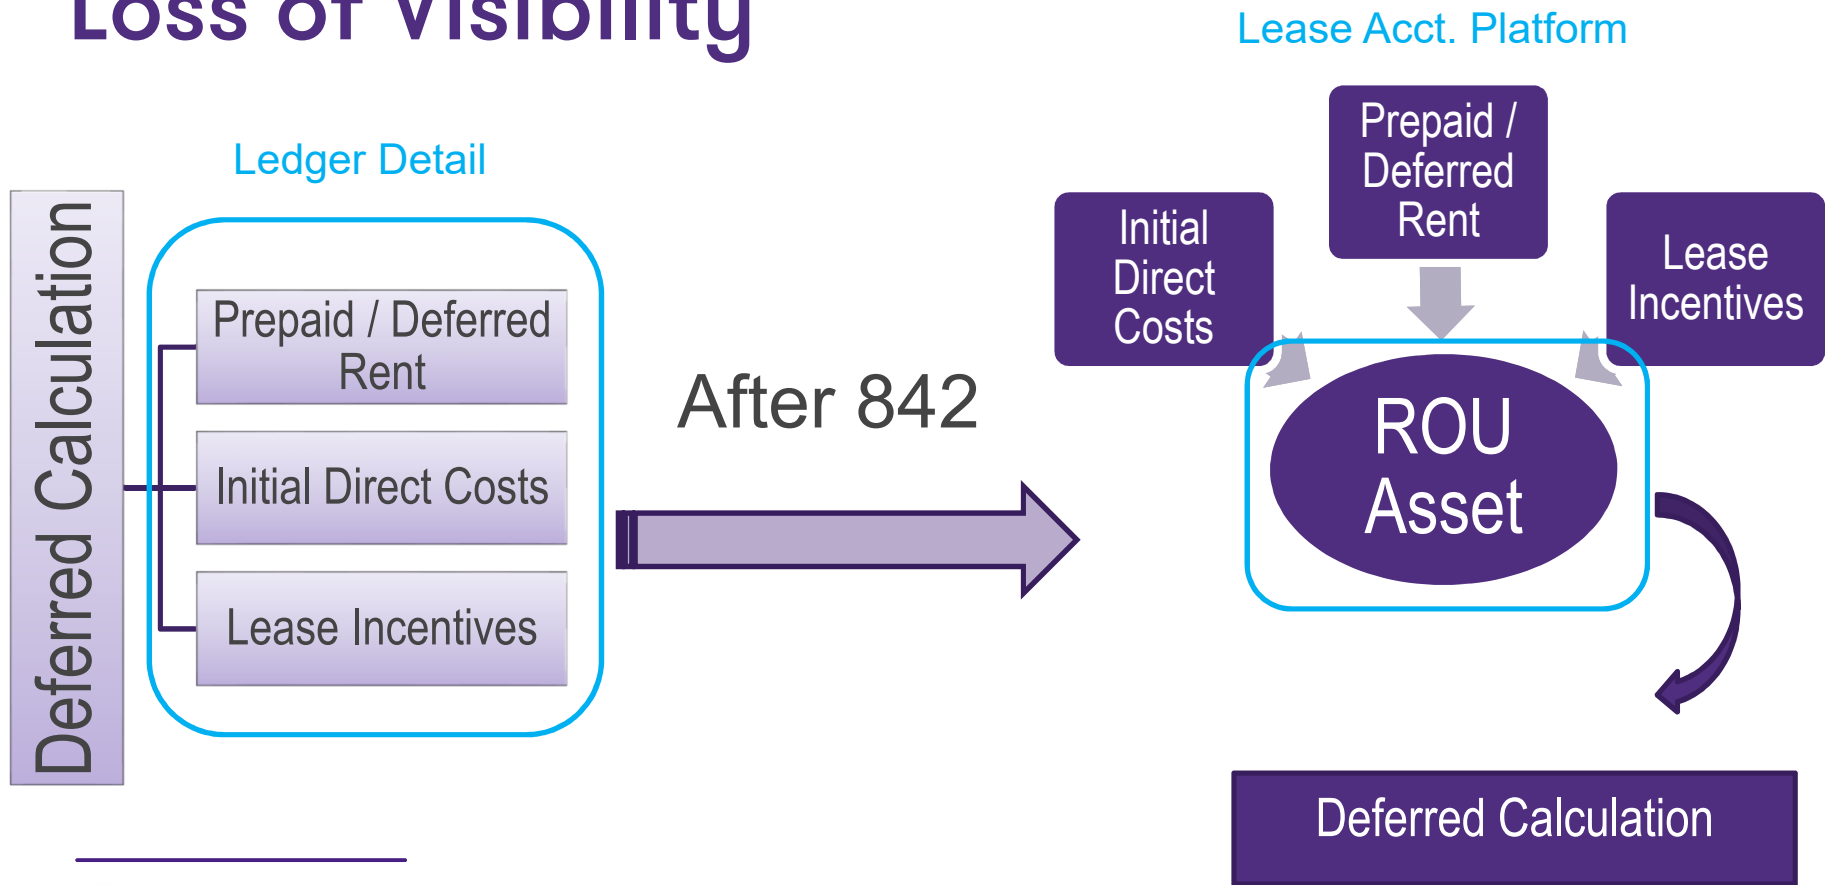 Loss of Visibility
Lease Acct. Platform
Ledger Detail
Deferred Calculation
Prepaid / Deferred
Rent
Initial Direct Costs
Lease Incentives
After 842
Initial
Direct
Costs
Prepaid /
Deferred
Rent
Lease
Incentives
ROU
Asset
Deferred Calculation